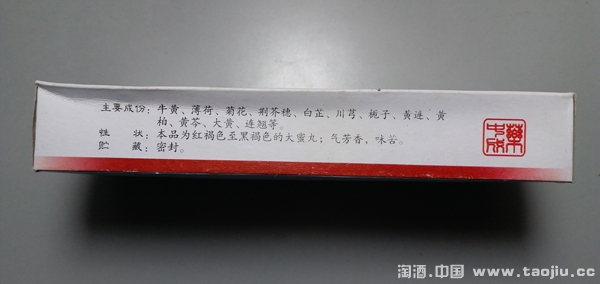 主要成份：牛黄、薄荷、菊花、荆芥穗、白芷、川芎、栀子、黄连、黄
柏、黄芩、大黄、连翘等。
性　　状：本品为红褐色至黑褐色的大蜜丸；气芳香，味苦。
贮　　藏：密封。
淘酒.中国 www.taojiu.cc